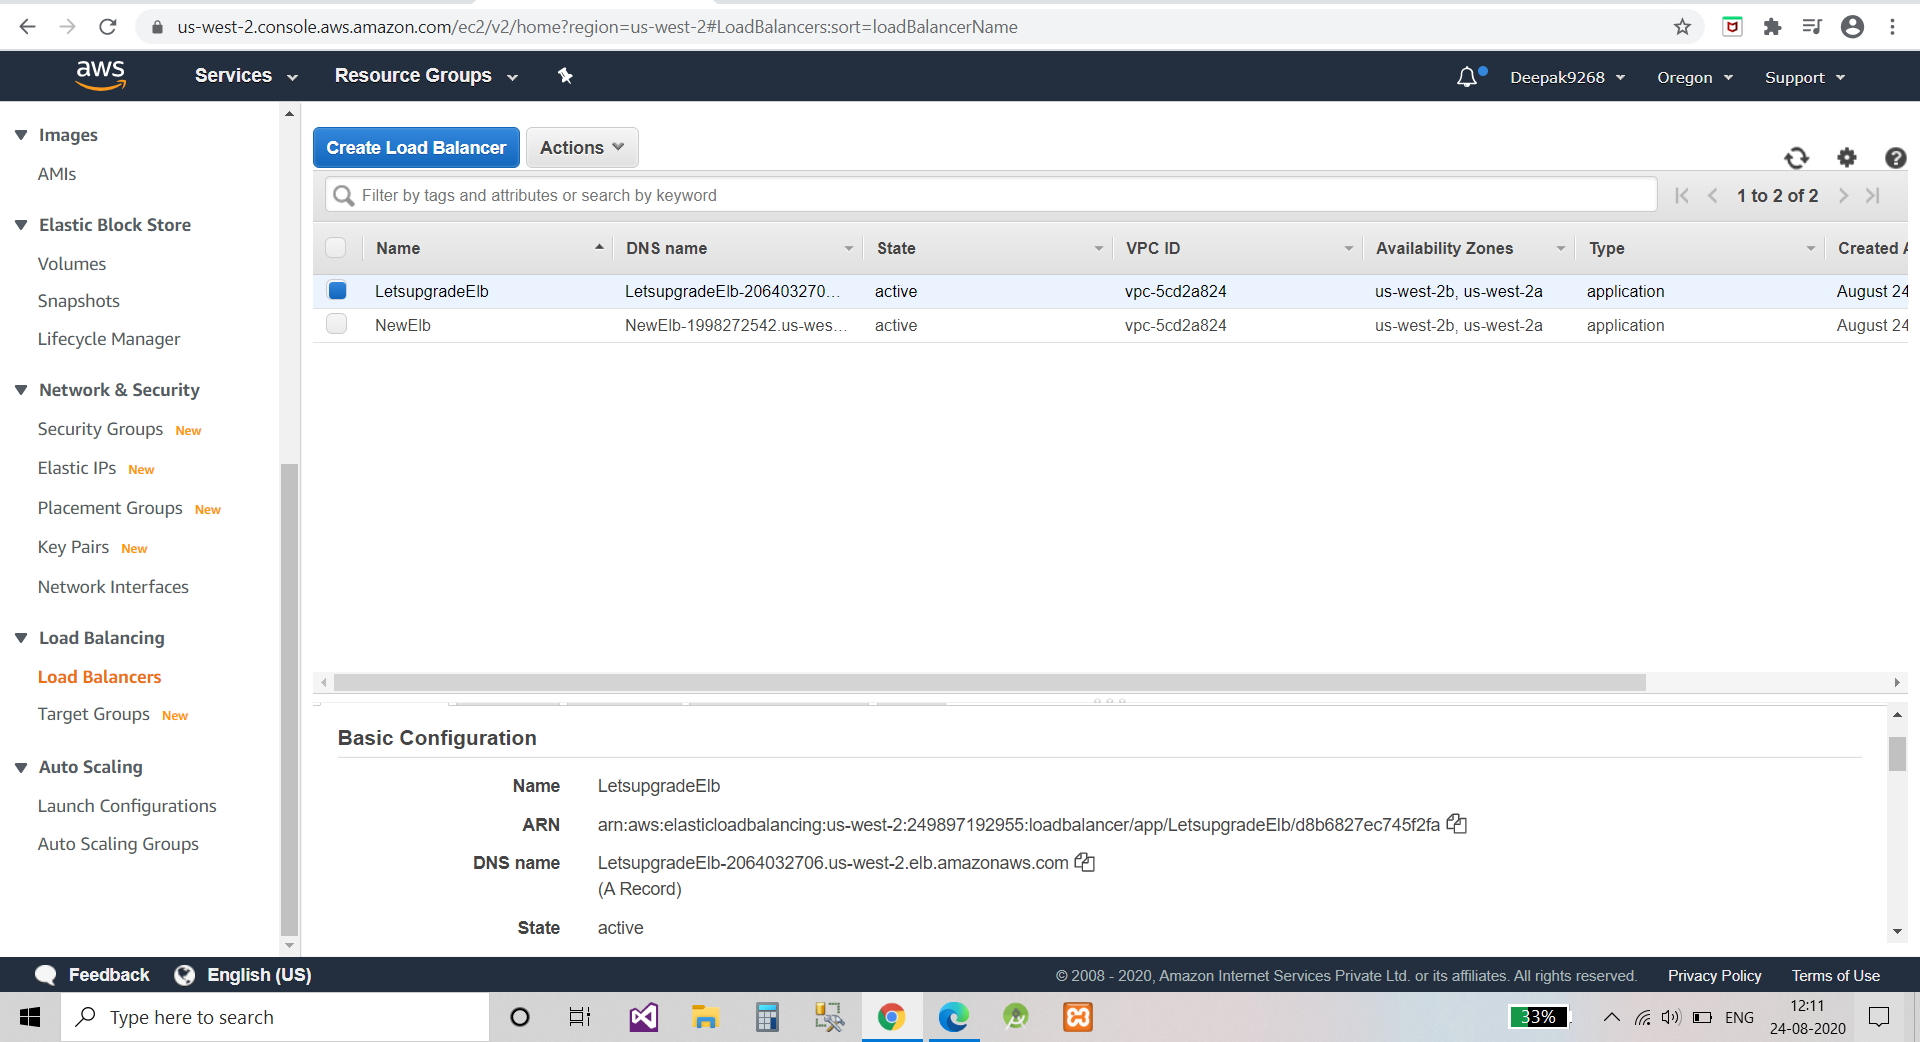 us-west-2.console.aws.amazon.com/ec2/v2/home?region=us-west-2#LoadBalancers:sort=loadBalancerName
aws Services Resource Groups Deepak9268 Oregon Support
Images
AMIs
Elastic Block Store
Volumes
Snapshots
Lifecycle Manager
Network & Security
Security Groups New
Elastic IPs New
Placement Groups New
Key Pairs New
Network Interfaces
Load Balancing
Load Balancers
Target Groups New
Auto Scaling
Launch Configurations
Auto Scaling Groups
Create Load Balancer Actions
Filter by tags and attributes or search by keyword 1 to 2 of 2
Name DNS name State VPC ID Availability Zones Type Created A
LetsupgradeElb LetsupgradeElb-206403270... active vpc-5cd2a824 us-west-2b, us-west-2a application August 24
NewElb NewElb-1998272542.us-wes... active vpc-5cd2a824 us-west-2b, us-west-2a application August 24
Basic Configuration
Name LetsupgradeElb
ARN arn:aws:elasticloadbalancing:us-west-2:249897192955:loadbalancer/app/LetsupgradeElb/d8b6827ec745f2fa
DNS name LetsupgradeElb-2064032706.us-west-2.elb.amazonaws.com
(A Record)
State active
Feedback English (US) © 2008 - 2020, Amazon Internet Services Private Ltd. or its affiliates. All rights reserved. Privacy Policy Terms of Use
Type here to search 33% ENG 12:11
24-08-2020